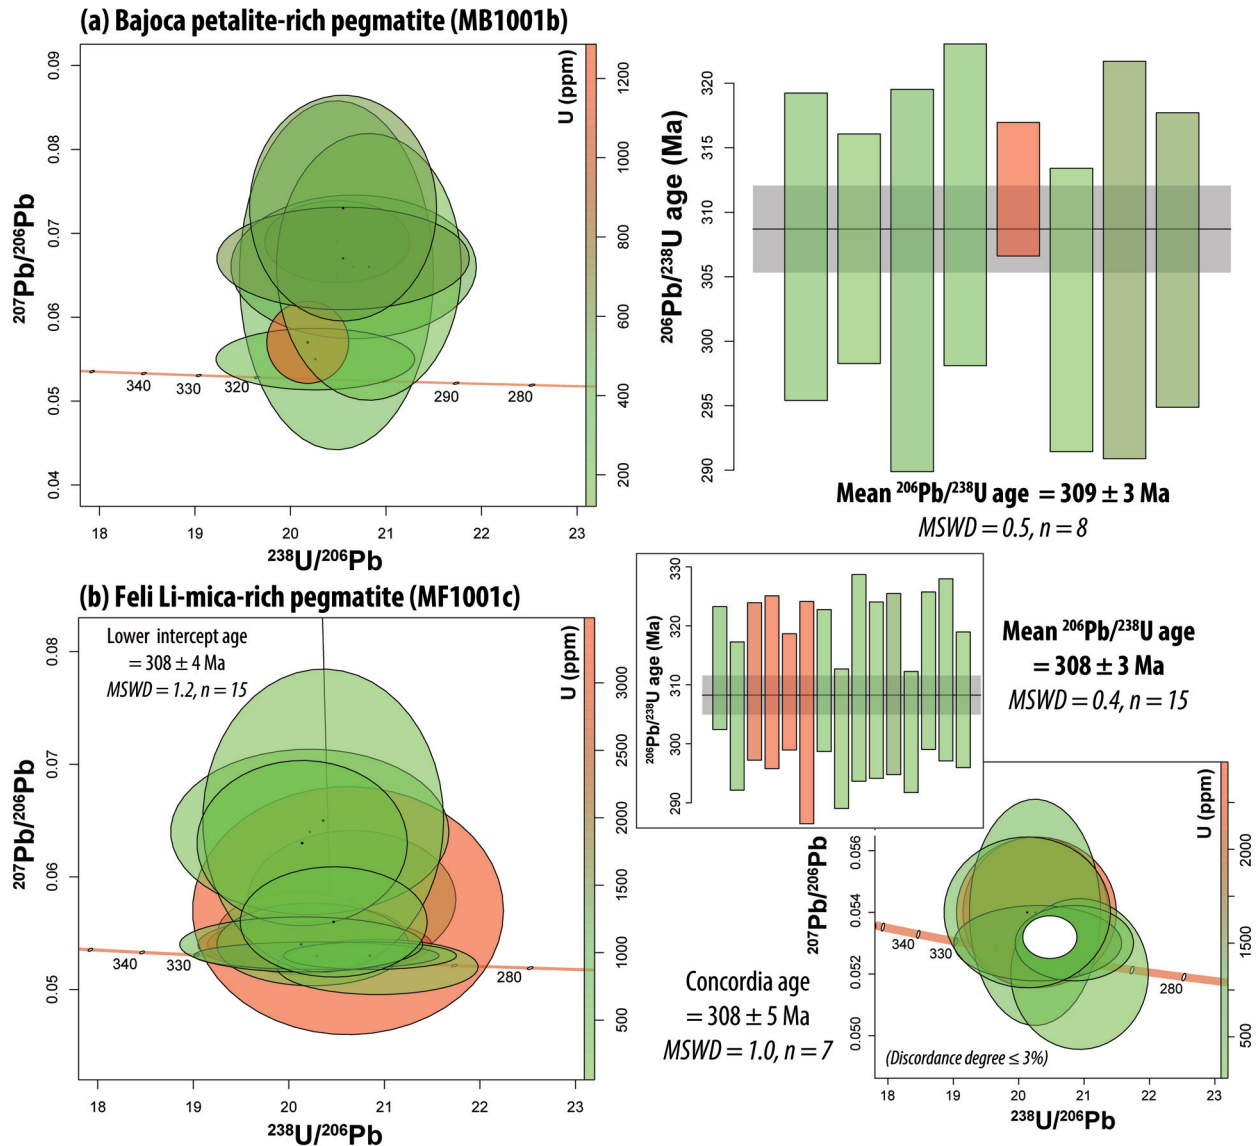 (a) Bajoca petalite-rich pegmatite (MB1001b)
0.09
0.08
0.07
0.06
0.05
0.04
²⁰⁷Pb/²⁰⁶Pb
340
330
320
290
280
18
19
20
21
22
23
²³⁸U/²⁰⁶Pb
U (ppm)
1200
1000
800
600
400
200
²⁰⁶Pb/²³⁸U age (Ma)
320
315
310
305
300
295
290
Mean ²⁰⁶Pb/²³⁸U age = 309 ± 3 Ma
MSWD = 0.5, n = 8
(b) Feli Li-mica-rich pegmatite (MF1001c)
Lower intercept age
= 308 ± 4 Ma
MSWD = 1.2, n = 15
0.08
0.07
0.06
0.05
²⁰⁷Pb/²⁰⁶Pb
340
330
280
18
19
20
21
22
23
²³⁸U/²⁰⁶Pb
U (ppm)
3000
2500
2000
1500
1000
500
²⁰⁶Pb/²³⁸U age (Ma)
330
320
310
300
290
Mean ²⁰⁶Pb/²³⁸U age
= 308 ± 3 Ma
MSWD = 0.4, n = 15
Concordia age
= 308 ± 5 Ma
MSWD = 1.0, n = 7
²⁰⁷Pb/²⁰⁶Pb
0.056
0.054
0.052
0.050
340
330
280
(Discordance degree ≤ 3%)
18
19
20
21
22
23
²³⁸U/²⁰⁶Pb
U (ppm)
2000
1500
500